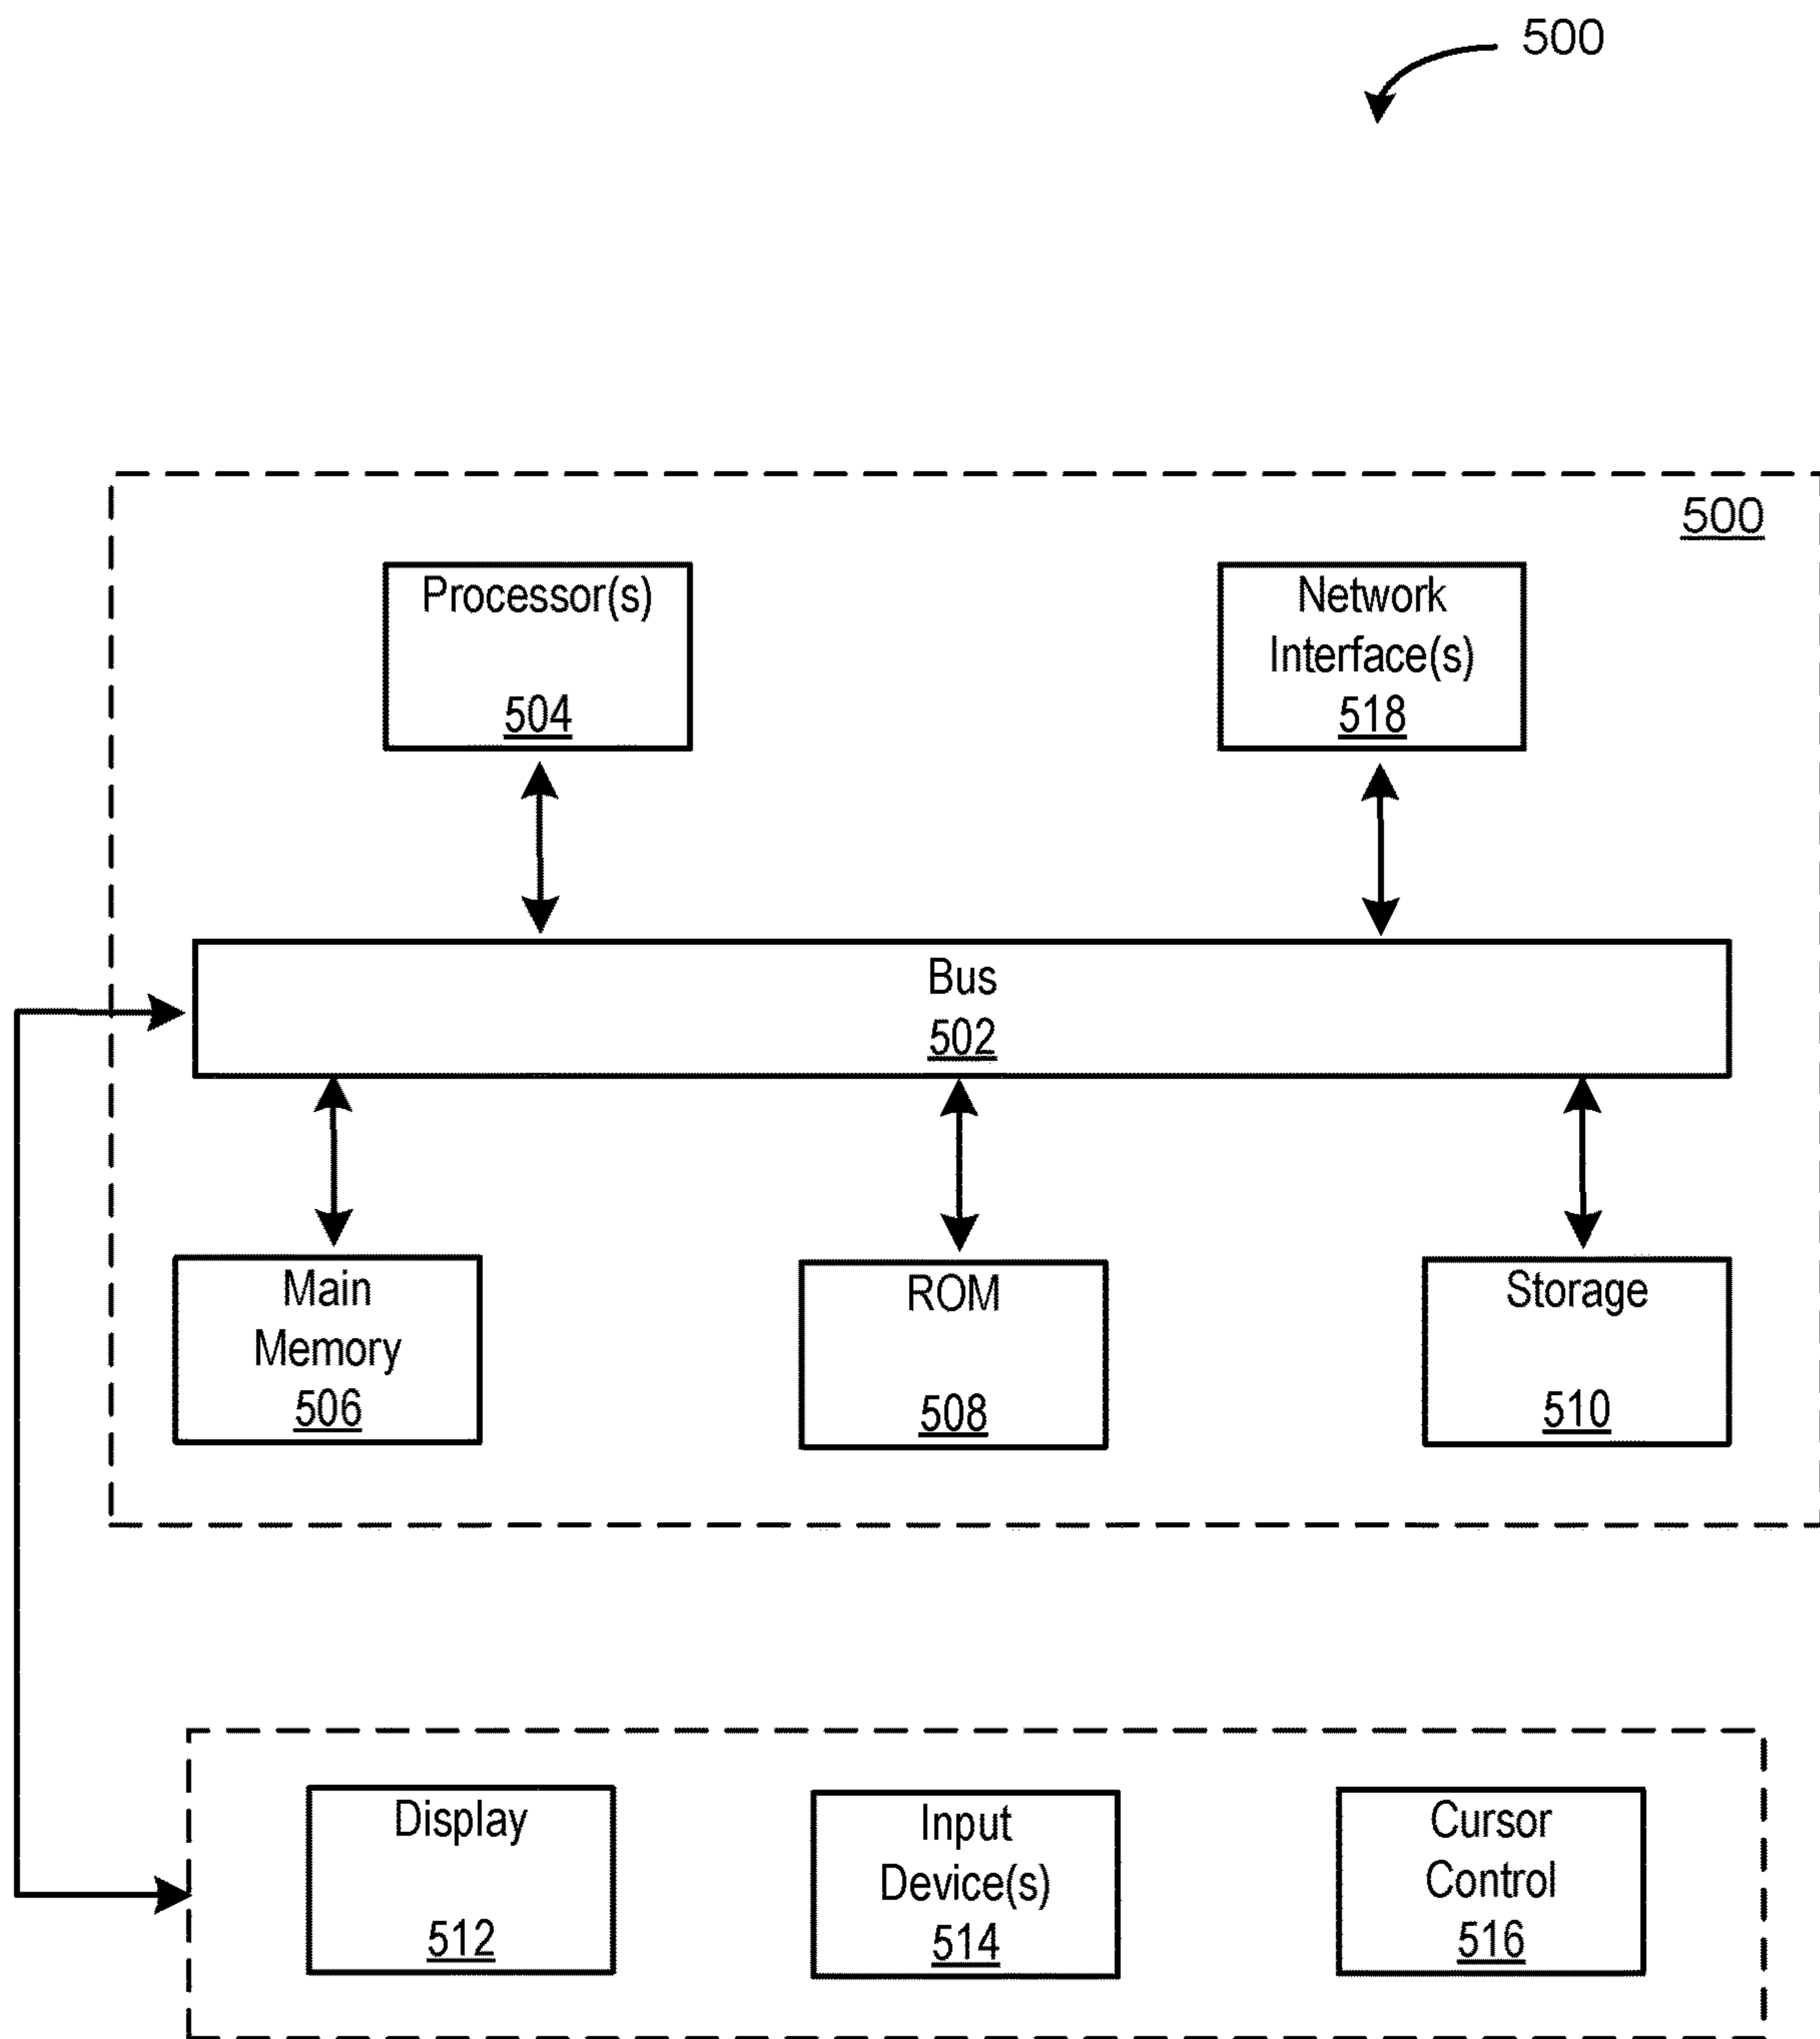 500
500
Processor(s)
504
Network
Interface(s)
518
Bus
502
Main
Memory
506
ROM
508
Storage
510
Display
512
Input
Device(s)
514
Cursor
Control
516